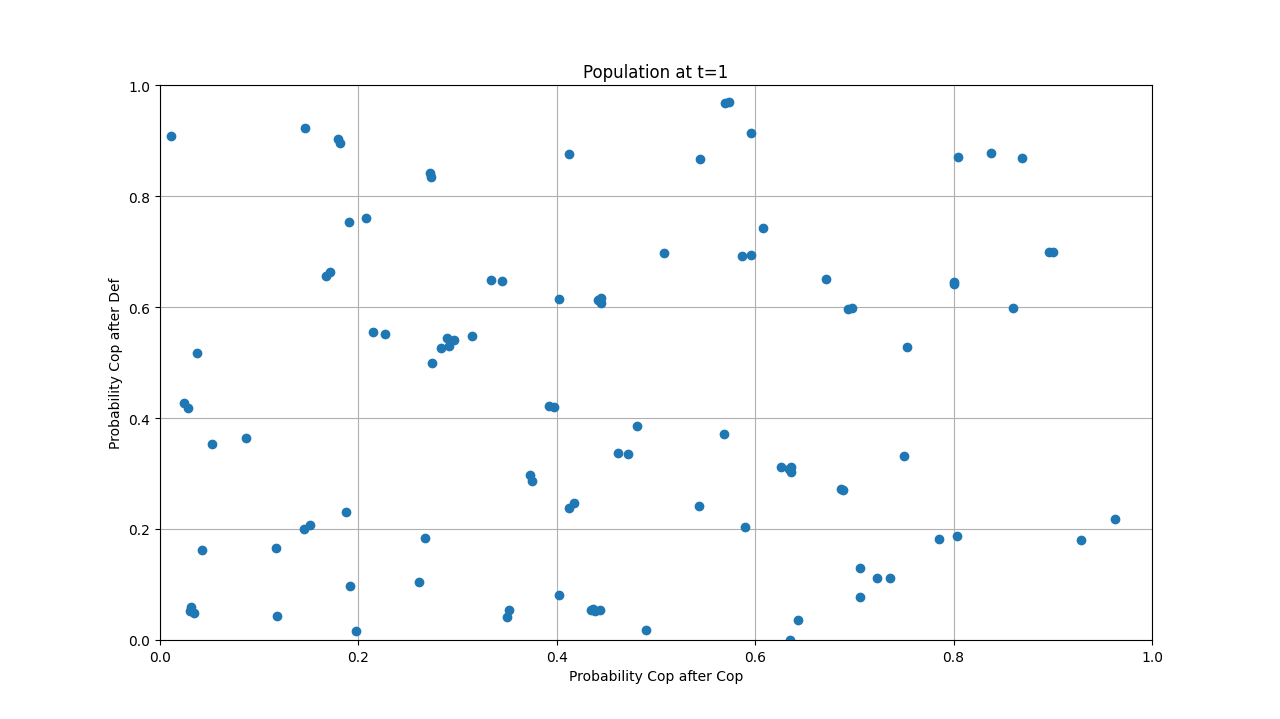 Population at t=1
Probability Cop after Def
1.0
0.8
0.6
0.4
0.2
0.0
0.0 0.2 0.4 0.6 0.8 1.0
Probability Cop after Cop